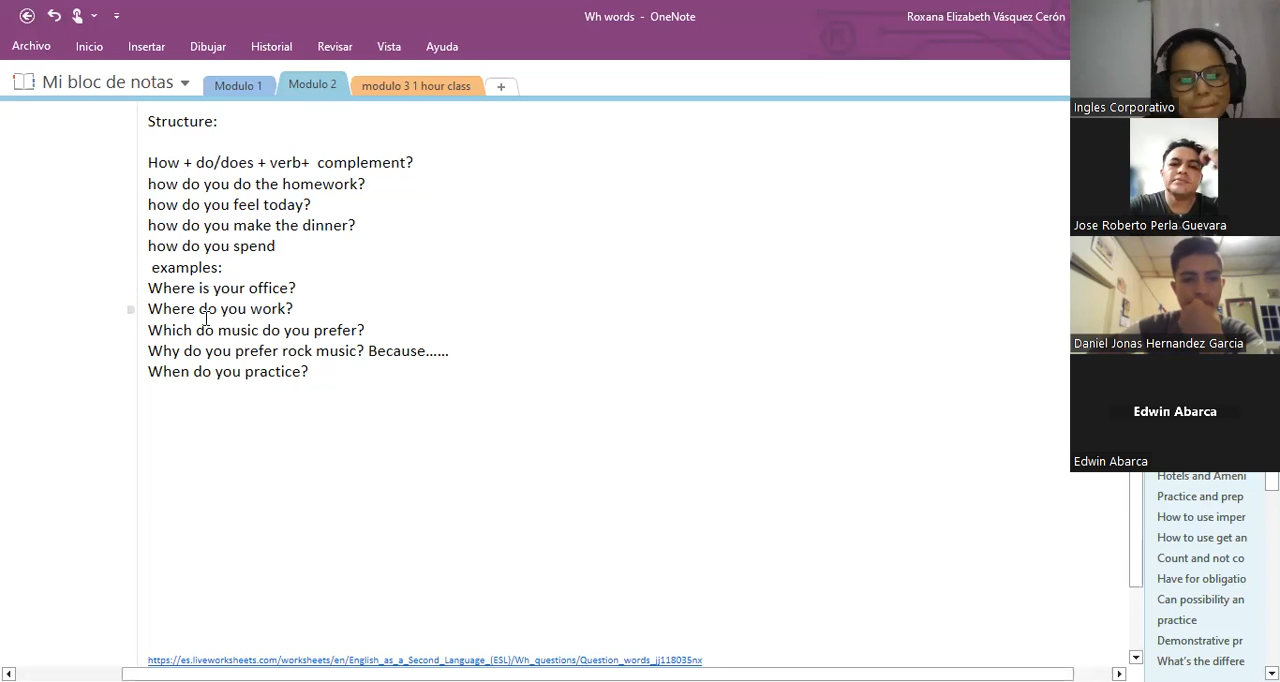 Wh words - OneNote
Roxana Elizabeth Vásquez Cerón
Archivo Inicio Insertar Dibujar Historial Revisar Vista Ayuda
Mi bloc de notas Modulo 1 Modulo 2 modulo 3 1 hour class +
Structure:
How + do/does + verb+ complement?
how do you do the homework?
how do you feel today?
how do you make the dinner?
how do you spend
examples:
Where is your office?
Where do you work?
Which do music do you prefer?
Why do you prefer rock music? Because......
When do you practice?
https://es.liveworksheets.com/worksheets/en/English_as_a_Second_Language_(ESL)/Wh_questions/Question_words_jj118035nx
Ingles Corporativo
Jose Roberto Perla Guevara
Daniel Jonas Hernandez Garcia
Edwin Abarca
Edwin Abarca
Hotels and Ameni
Practice and prep
How to use imper
How to use get an
Count and not co
Have for obligatio
Can possibility an
practice
Demonstrative pr
What's the differe